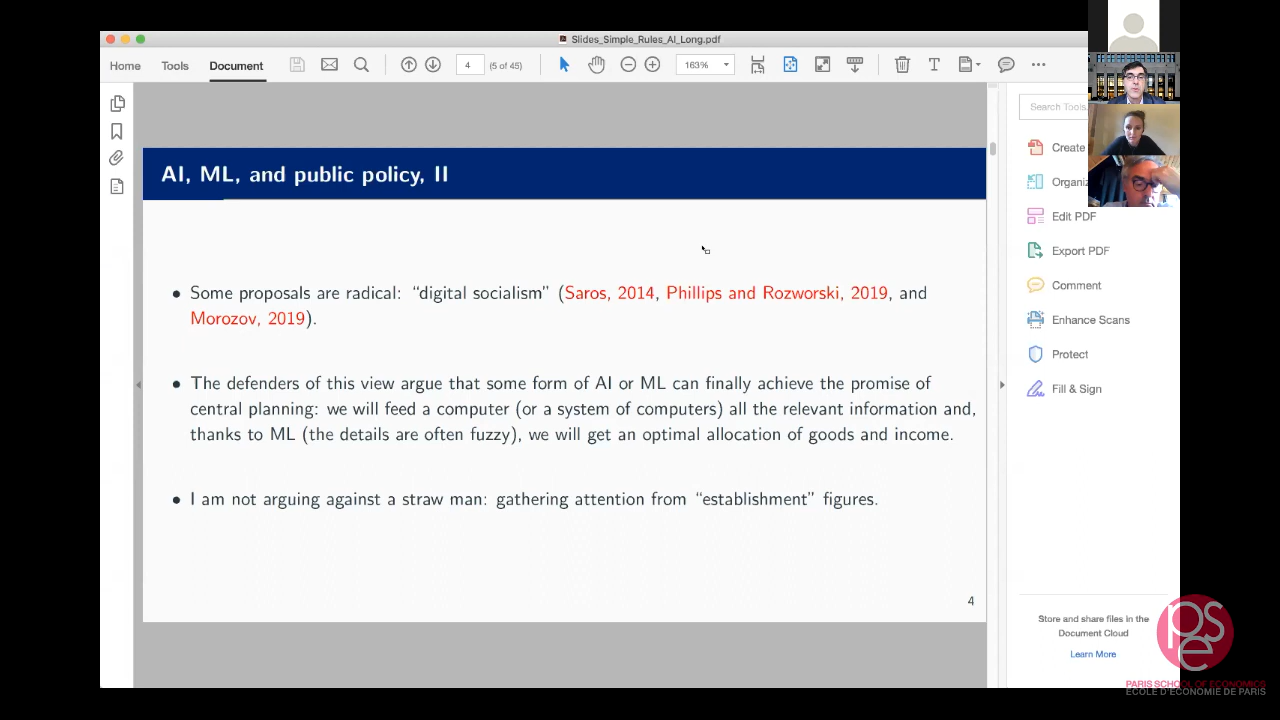 Slides_Simple_Rules_AI_Long.pdf
Home
Tools
Document
4
(5 of 45)
163%
AI, ML, and public policy, II
• Some proposals are radical: “digital socialism” (Saros, 2014, Phillips and Rozworski, 2019, and
Morozov, 2019).
• The defenders of this view argue that some form of AI or ML can finally achieve the promise of
central planning: we will feed a computer (or a system of computers) all the relevant information and,
thanks to ML (the details are often fuzzy), we will get an optimal allocation of goods and income.
• I am not arguing against a straw man: gathering attention from “establishment” figures.
4
Search Tools
Create
Organiz
Edit PDF
Export PDF
Comment
Enhance Scans
Protect
Fill & Sign
Store and share files in the
Document Cloud
Learn More
pse
PARIS SCHOOL OF ECONOMICS
ECOLE D'ECONOMIE DE PARIS